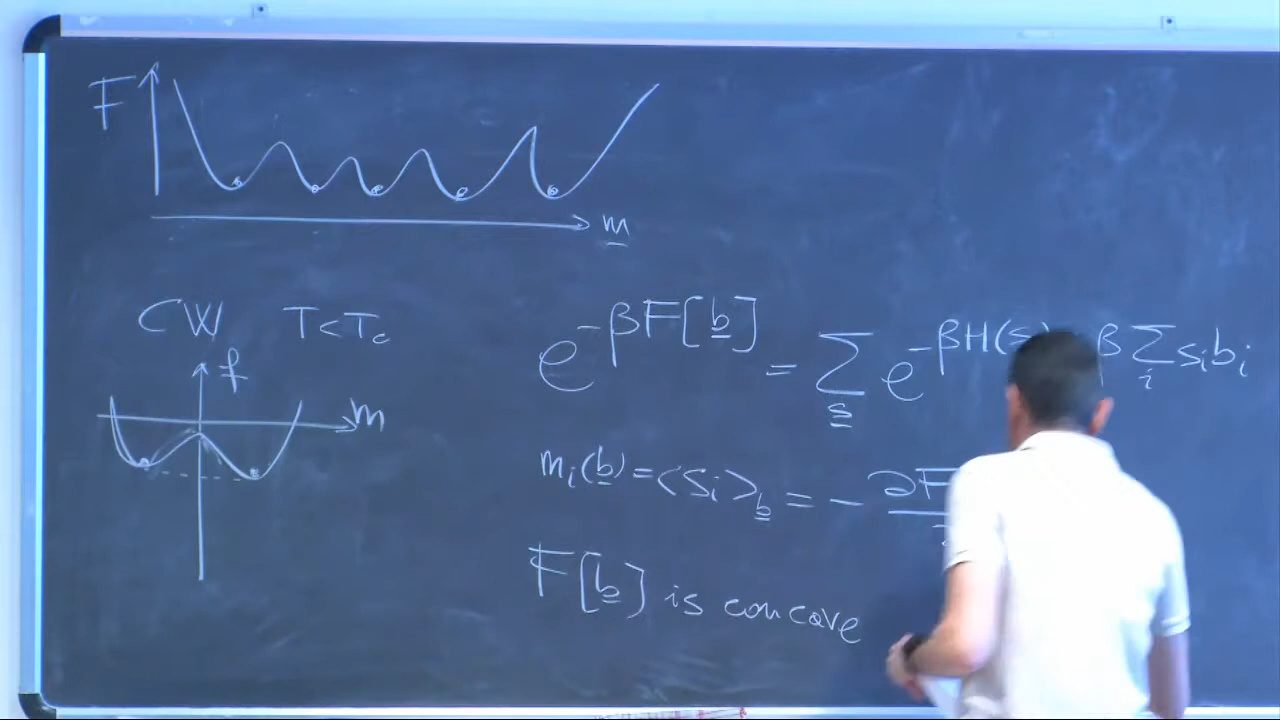 F
m
CW T<Tc
f
m
e^{-βF[b]} = Σ_s e^{-βH(s) β Σ_i s_i b_i}
m_i(b) = <S_i>_b = - ∂F
F[b] is concave